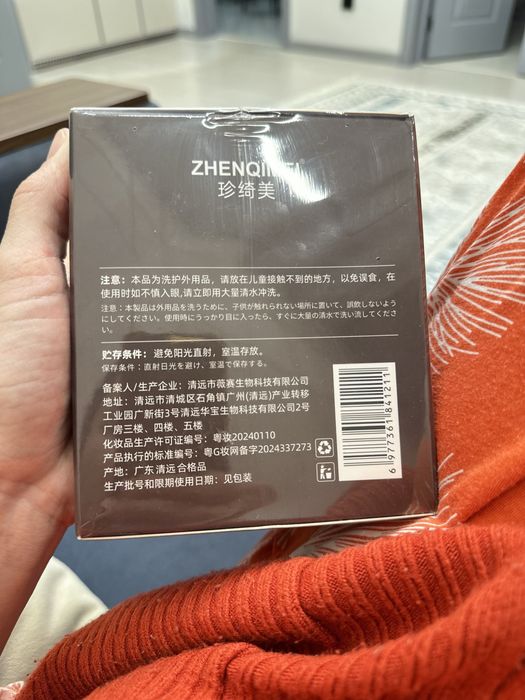 ZHENQIMEI
珍绮美
注意：本品为洗护外用品，请放在儿童接触不到的地方，以免误食，在
使用时如不慎入眼,请立即用大量清水冲洗。
注意：本製品は外用品を洗うために、子供が触れられない場所に置いて、誤飲しないよう
にしてください。使用時にうっかり目に入ったら、すぐに大量の清水で洗い流してくださ
い。
贮存条件：避免阳光直射，室温存放。
保存条件：直射日光を避け、室温で保存する。
备案人/生产企业：清远市薇赛生物科技有限公司
地址：清远市清城区石角镇广州(清远)产业转移
工业园广新街3号清远华宝生物科技有限公司2号
厂房三楼、四楼、五楼
化妆品生产许可证编号：粤妆20240110
产品执行的标准编号：粤G妆网备字2024337273
产地：广东清远 合格品
生产批号和限期使用日期：见包装
6 977361 841211